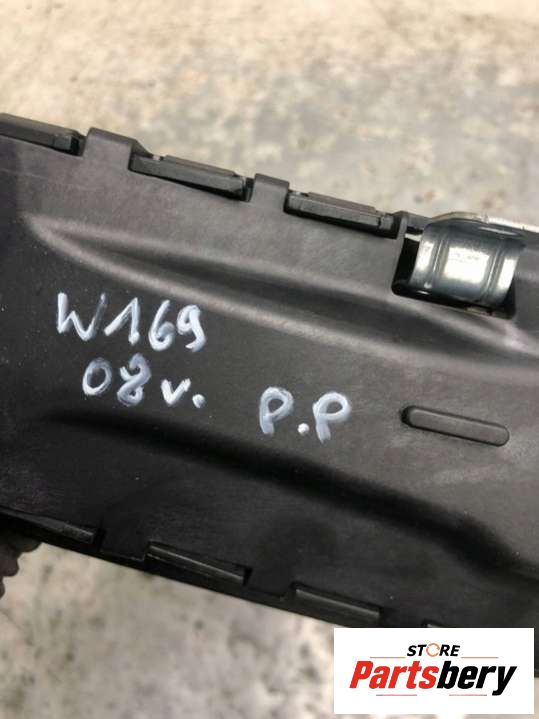 W169
08v. P.P
STORE
Partsbery